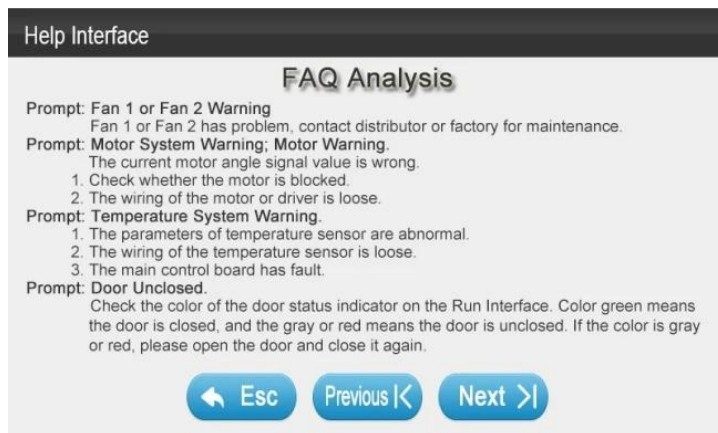 Help Interface
FAQ Analysis
Prompt: Fan 1 or Fan 2 Warning
Fan 1 or Fan 2 has problem, contact distributor or factory for maintenance.
Prompt: Motor System Warning; Motor Warning.
The current motor angle signal value is wrong.
1. Check whether the motor is blocked.
2. The wiring of the motor or driver is loose.
Prompt: Temperature System Warning.
1. The parameters of temperature sensor are abnormal.
2. The wiring of the temperature sensor is loose.
3. The main control board has fault.
Prompt: Door Unclosed.
Check the color of the door status indicator on the Run Interface. Color green means
the door is closed, and the gray or red means the door is unclosed. If the color is gray
or red, please open the door and close it again.
Esc Previous Next